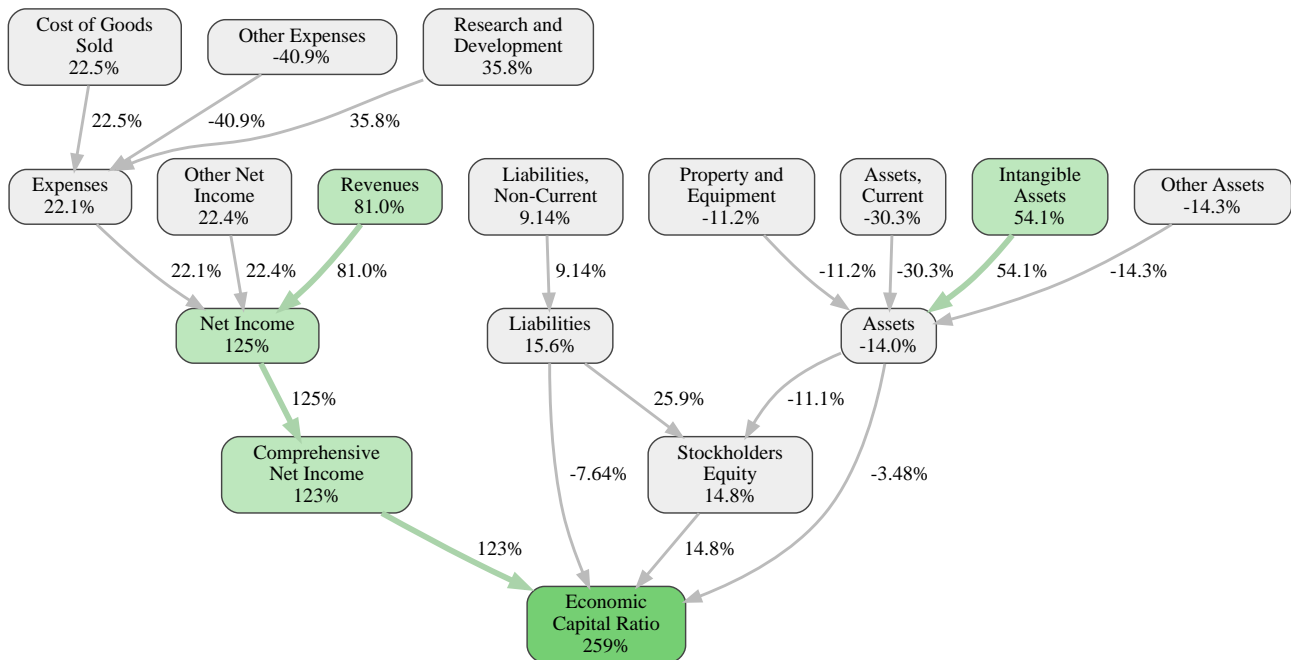 Cost of Goods
Sold
22.5%
Other Expenses
-40.9%
Research and
Development
35.8%
22.5%
-40.9%
35.8%
Expenses
22.1%
Other Net
Income
22.4%
Revenues
81.0%
Liabilities,
Non-Current
9.14%
Property and
Equipment
-11.2%
Assets,
Current
-30.3%
Intangible
Assets
54.1%
Other Assets
-14.3%
22.1%
22.4%
81.0%
9.14%
-11.2%
-30.3%
54.1%
-14.3%
Net Income
125%
Liabilities
15.6%
Assets
-14.0%
125%
25.9%
-11.1%
Comprehensive
Net Income
123%
-7.64%
Stockholders
Equity
14.8%
-3.48%
123%
14.8%
Economic
Capital Ratio
259%